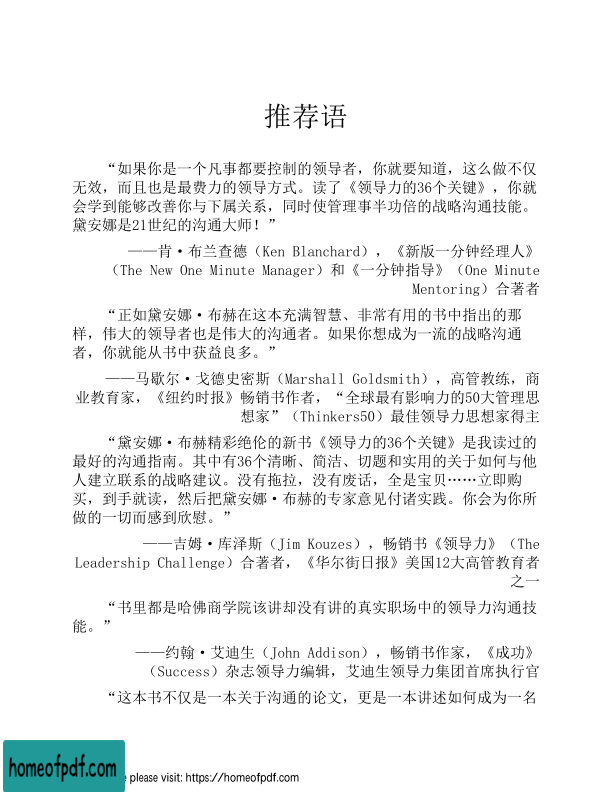 推荐语
“如果你是一个凡事都要控制的领导者，你就要知道，这么做不仅
无效，而且也是最费力的领导方式。读了《领导力的36个关键》，你就
会学到能够改善你与下属关系，同时使管理事半功倍的战略沟通技能。
黛安娜是21世纪的沟通大师！”
——肯·布兰查德（Ken Blanchard），《新版一分钟经理人》
（The New One Minute Manager）和《一分钟指导》（One Minute
Mentoring）合著者
“正如黛安娜·布赫在这本充满智慧、非常有用的书中指出的那
样，伟大的领导者也是伟大的沟通者。如果你想成为一流的战略沟通
者，你就能从书中获益良多。”
——马歇尔·戈德史密斯（Marshall Goldsmith），高管教练，商
业教育家，《纽约时报》畅销书作者，“全球最有影响力的50大管理思
想家”（Thinkers50）最佳领导力思想家得主
“黛安娜·布赫精彩绝伦的新书《领导力的36个关键》是我读过的
最好的沟通指南。其中有36个清晰、简洁、切题和实用的关于如何与他
人建立联系的战略建议。没有拖拉，没有废话，全是宝贝……立即购
买，到手就读，然后把黛安娜·布赫的专家意见付诸实践。你会为你所
做的一切而感到欣慰。”
——吉姆·库泽斯（Jim Kouzes），畅销书《领导力》（The
Leadership Challenge）合著者，《华尔街日报》美国12大高管教育者
之一
“书里都是哈佛商学院该讲却没有讲的真实职场中的领导力沟通技
能。”
——约翰·艾迪生（John Addison），畅销书作家，《成功》
（Success）杂志领导力编辑，艾迪生领导力集团首席执行官
“这本书不仅是一本关于沟通的论文，更是一本讲述如何成为一名
homeofpdf.com
please visit: https://homeofpdf.com